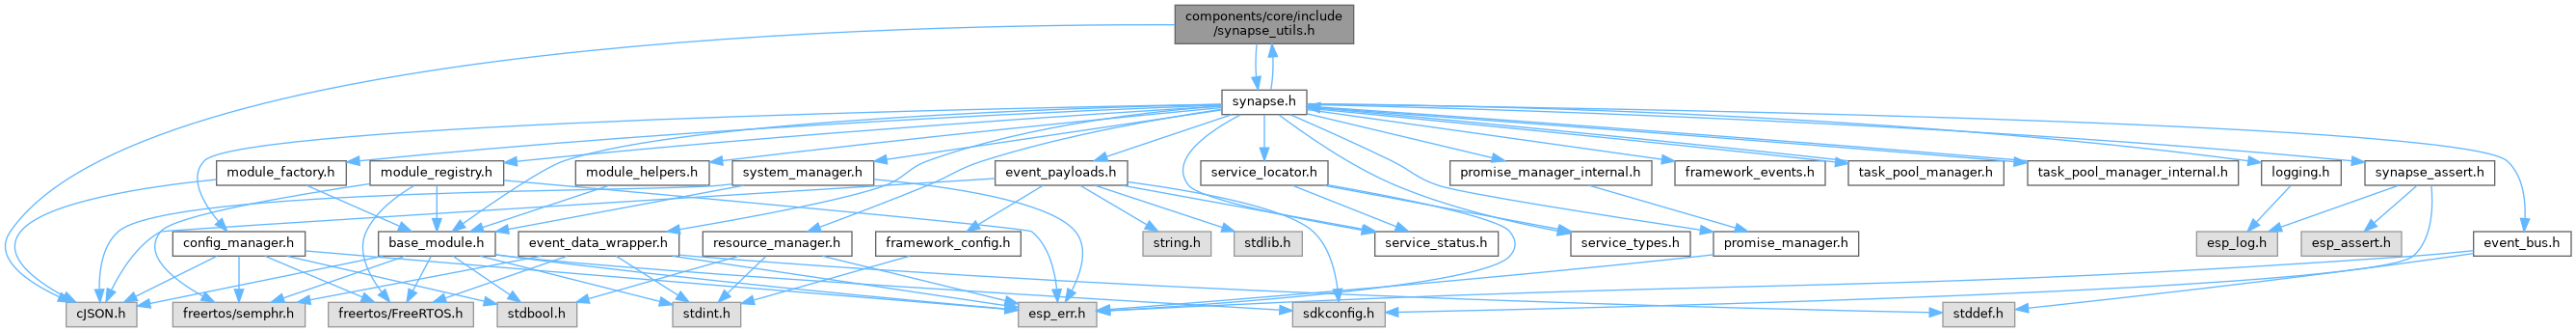 components/core/include
/synapse_utils.h
synapse.h
module_factory.h
module_registry.h
module_helpers.h
system_manager.h
event_payloads.h
service_locator.h
promise_manager_internal.h
framework_events.h
task_pool_manager.h
task_pool_manager_internal.h
logging.h
synapse_assert.h
config_manager.h
base_module.h
event_data_wrapper.h
resource_manager.h
framework_config.h
string.h
stdlib.h
service_status.h
service_types.h
promise_manager.h
esp_log.h
esp_assert.h
event_bus.h
cJSON.h
freertos/semphr.h
freertos/FreeRTOS.h
stdbool.h
stdint.h
esp_err.h
sdkconfig.h
stddef.h